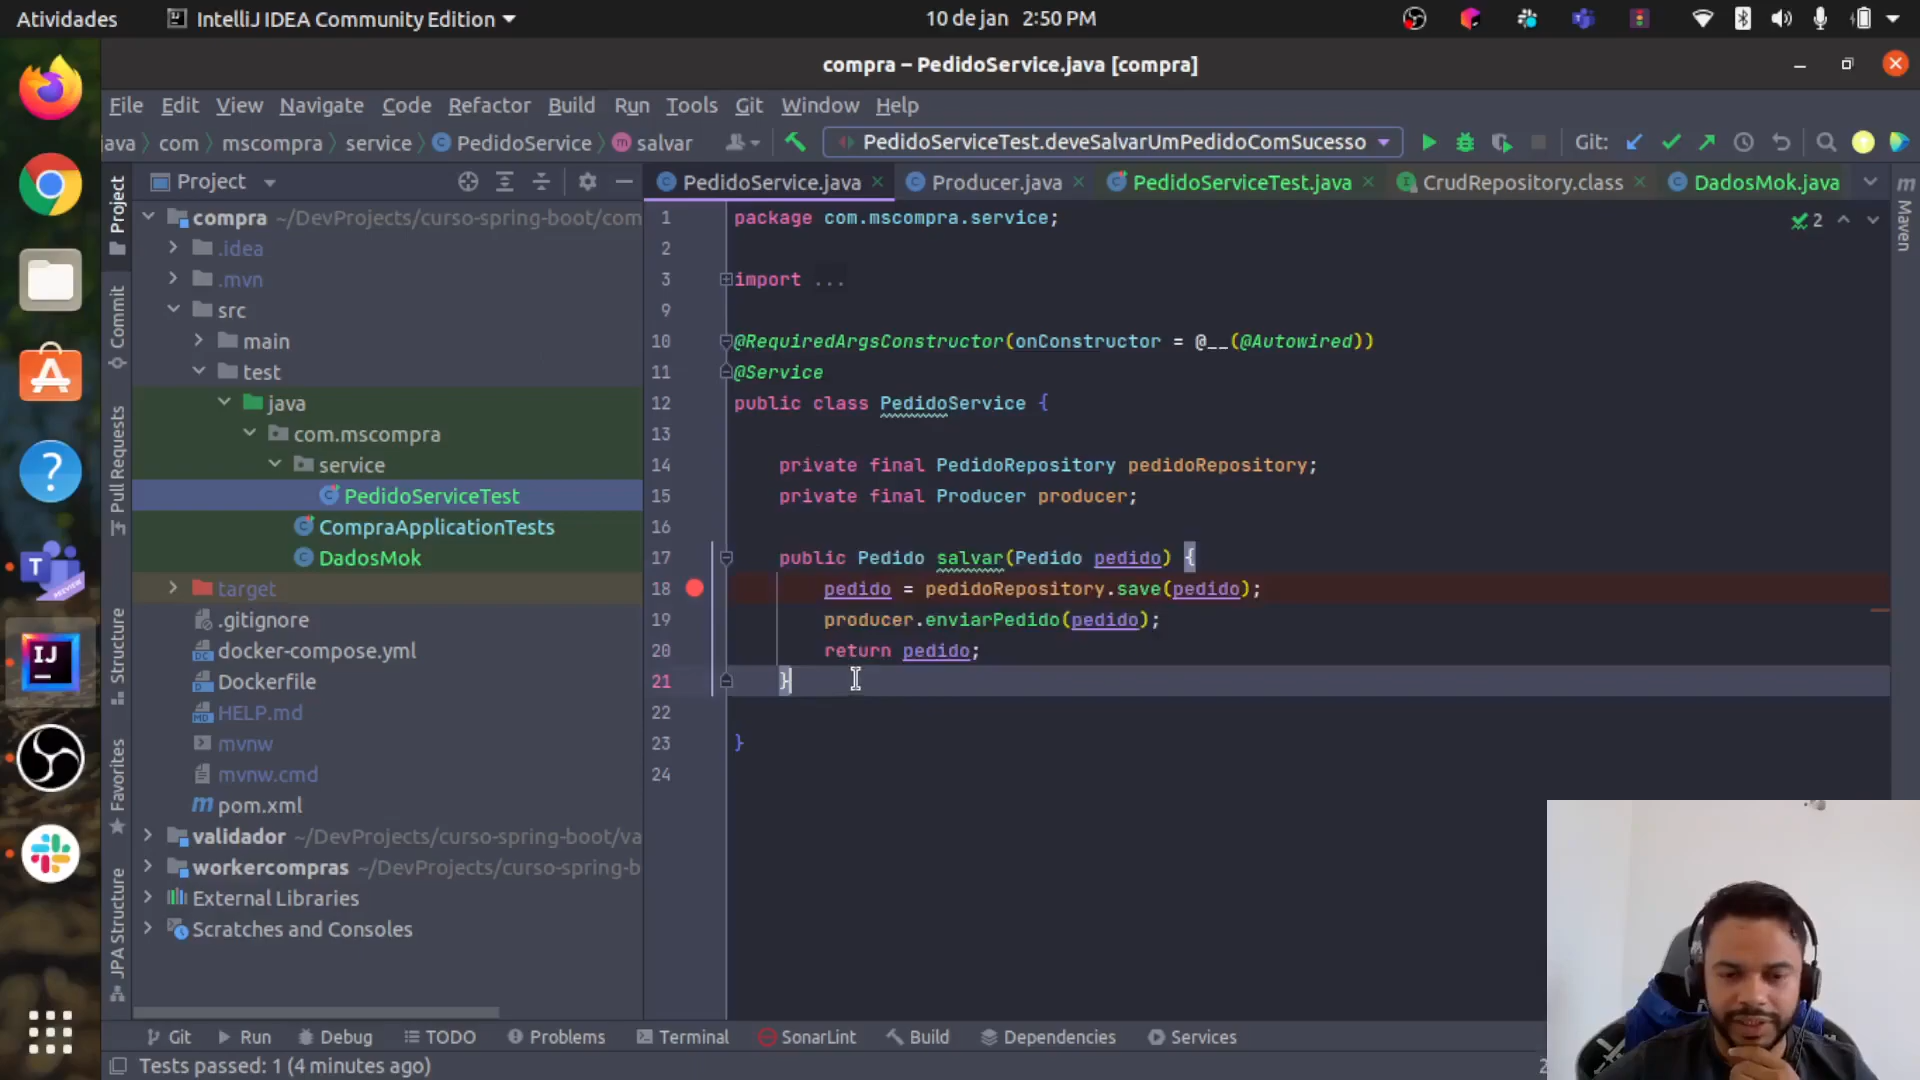 Atividades
IntelliJ IDEA Community Edition
10 de jan 2:50 PM
compra – PedidoService.java [compra]
File Edit View Navigate Code Refactor Build Run Tools Git Window Help
java com mscompra service PedidoService salvar
PedidoServiceTest.deveSalvarUmPedidoComSucesso
Git:
Project
PedidoService.java
Producer.java
PedidoServiceTest.java
CrudRepository.class
DadosMok.java
Project
Commit
Pull Requests
Structure
Favorites
JPA Structure
Maven
compra ~/DevProjects/curso-spring-boot/com
.idea
.mvn
src
main
test
java
com.mscompra
service
PedidoServiceTest
CompraApplicationTests
DadosMok
target
.gitignore
docker-compose.yml
Dockerfile
HELP.md
mvnw
mvnw.cmd
pom.xml
validador ~/DevProjects/curso-spring-boot/va
workercompras ~/DevProjects/curso-spring-b
External Libraries
Scratches and Consoles
2
1 package com.mscompra.service;
2
3 import ...
9
10 @RequiredArgsConstructor(onConstructor = @__(@Autowired))
11 @Service
12 public class PedidoService {
13
14 private final PedidoRepository pedidoRepository;
15 private final Producer producer;
16
17 public Pedido salvar(Pedido pedido) {
18 pedido = pedidoRepository.save(pedido);
19 producer.enviarPedido(pedido);
20 return pedido;
21 }
22
23 }
24
Git Run Debug TODO Problems Terminal SonarLint Build Dependencies Services
Tests passed: 1 (4 minutes ago)